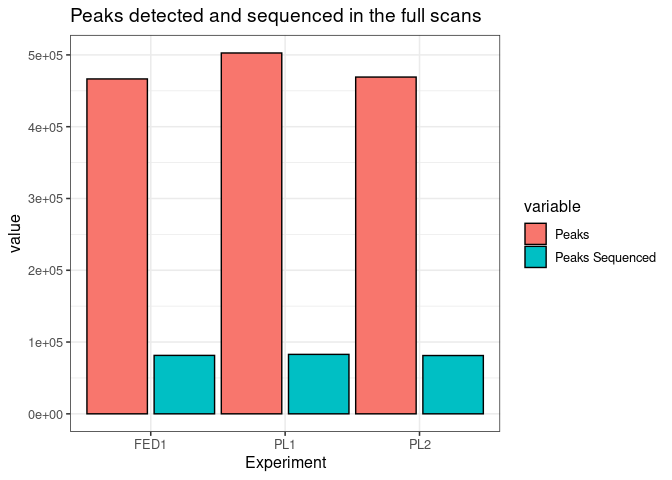 Peaks detected and sequenced in the full scans
5e+05
4e+05
3e+05
2e+05
1e+05
0e+00
value
FED1
PL1
PL2
Experiment
variable
Peaks
Peaks Sequenced